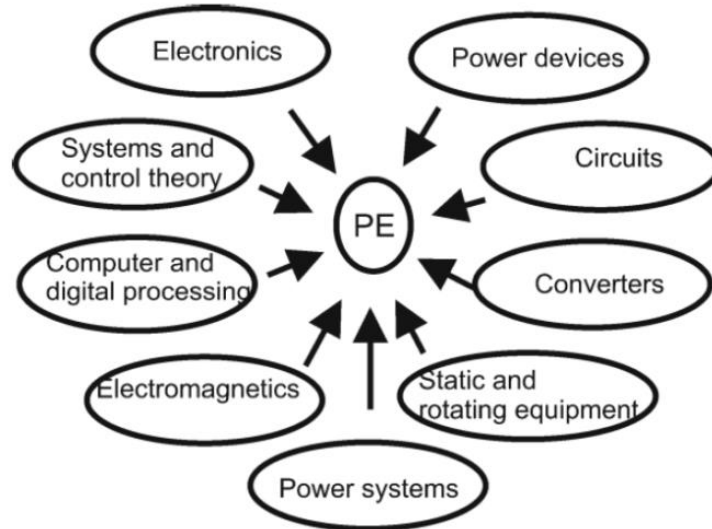 Electronics
Power devices
Systems and
control theory
Circuits
PE
Computer and
digital processing
Converters
Electromagnetics
Static and
rotating equipment
Power systems